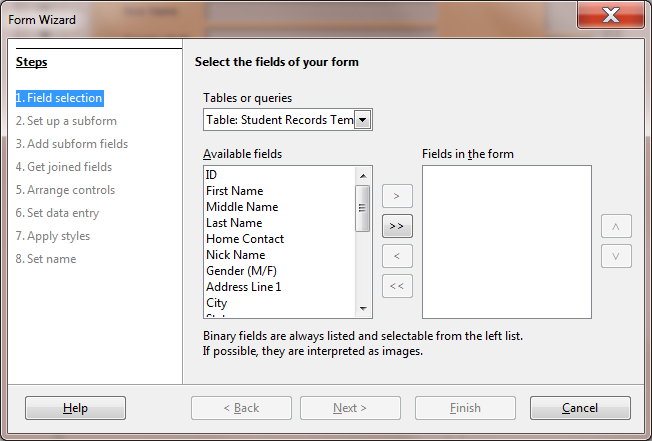 Form Wizard
Steps
1. Field selection
2. Set up a subform
3. Add subform fields
4. Get joined fields
5. Arrange controls
6. Set data entry
7. Apply styles
8. Set name
Select the fields of your form
Tables or queries
Table: Student Records Tem
Available fields
ID
First Name
Middle Name
Last Name
Home Contact
Nick Name
Gender (M/F)
Address Line 1
City
>
>>
<
<<
Fields in the form
Binary fields are always listed and selectable from the left list.
If possible, they are interpreted as images.
Help
< Back
Next >
Finish
Cancel